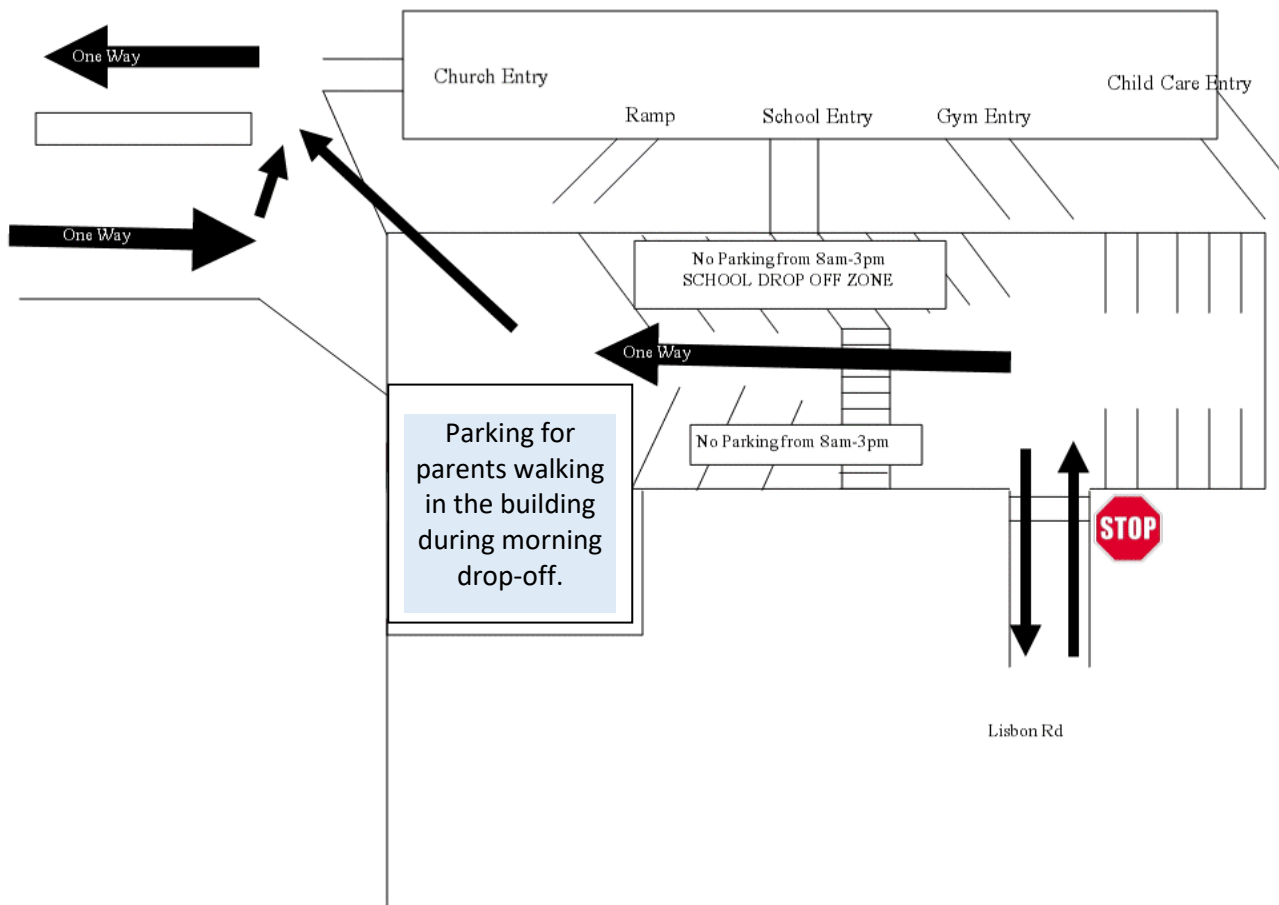 One Way
Church Entry
Child Care Entry
Ramp
School Entry
Gym Entry
One Way
No Parking from 8am-3pm
SCHOOL DROP OFF ZONE
One Way
No Parking from 8am-3pm
Parking for
parents walking
in the building
during morning
drop-off.
STOP
Lisbon Rd